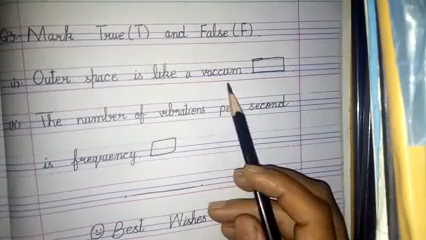 Q2. Mark True (T) and False (F).
i) Outer space is like a vaccum
ii) The number of vibrations per second
is frequency
Best Wishes